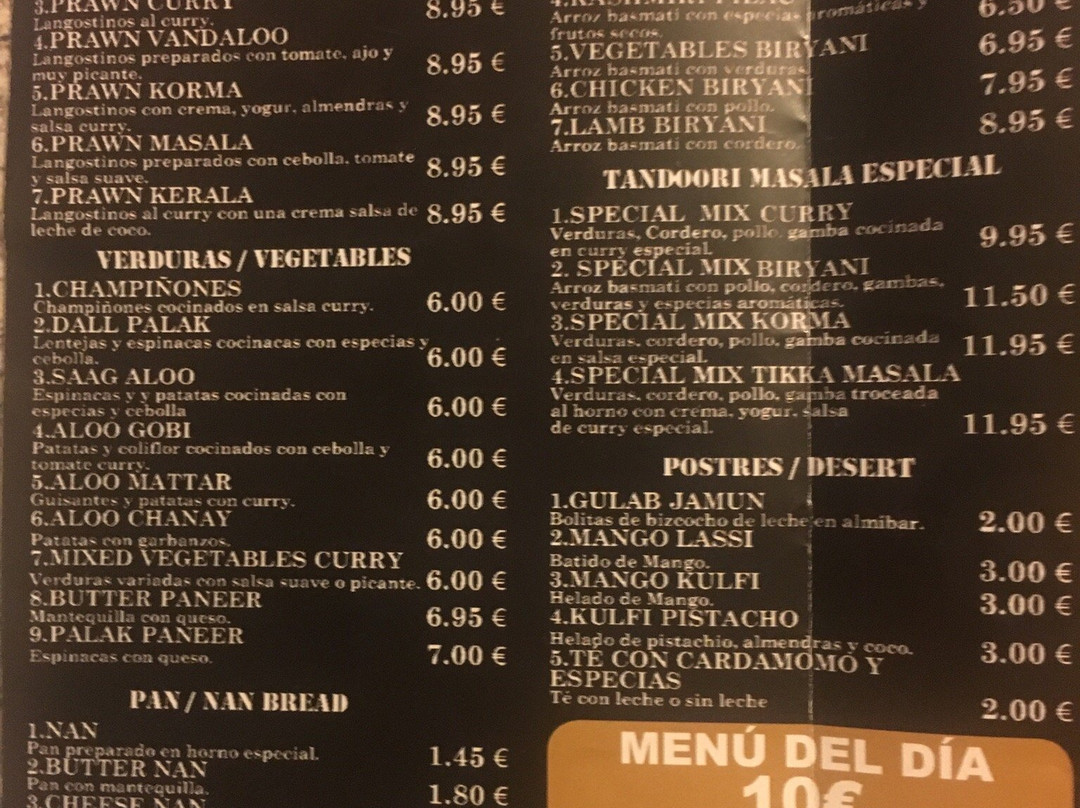 3.PRAWN CURRY
Langostinos al curry.
8.95 €
4.PRAWN VANDALOO
Langostinos preparados con tomate, ajo y
muy picante.
8.95 €
5.PRAWN KORMA
Langostinos con crema, yogur, almendras y
salsa curry.
8.95 €
6.PRAWN MASALA
Langostinos preparados con cebolla, tomate
y salsa suave.
8.95 €
7.PRAWN KERALA
Langostinos al curry con una crema salsa de
leche de coco.
8.95 €
VERDURAS / VEGETABLES
1.CHAMPIÑONES
Champiñones cocinados en salsa curry.
6.00 €
2.DALL PALAK
Lentejas y espinacas cocinacas con especias y
cebolla.
6.00 €
3.SAAG ALOO
Espinacas y y patatas cocinadas con
especias y cebolla
6.00 €
4.ALOO GOBI
Patatas y coliflor cocinados con cebolla y
tomate curry.
6.00 €
5.ALOO MATTAR
Guisantes y patatas con curry.
6.00 €
6.ALOO CHANAY
Patatas con garbanzos.
6.00 €
7.MIXED VEGETABLES CURRY
Verduras variadas con salsa suave o picante.
6.00 €
8.BUTTER PANEER
Mantequilla con queso.
6.95 €
9.PALAK PANEER
Espinacas con queso.
7.00 €
PAN / NAN BREAD
1.NAN
Pan preparado en horno especial.
1.45 €
2.BUTTER NAN
Pan con mantequilla.
1.80 €
3.CHEESE NAN
4.KASHMIRI PILAU
Arroz basmati con especias aromáticas y
frutos secos.
6.50 €
5.VEGETABLES BIRYANI
Arroz basmati con verduras
6.95 €
6.CHICKEN BIRYANI
Arroz basmati con pollo.
7.95 €
7.LAMB BIRYANI
Arroz basmati con cordero.
8.95 €
TANDOORI MASALA ESPECIAL
1.SPECIAL MIX CURRY
Verduras, Cordero, pollo, gamba cocinada
en curry especial.
9.95 €
2. SPECIAL MIX BIRYANI
Arroz basmati con pollo, cordero, gambas,
verduras y especias aromáticas.
11.50 €
3.SPECIAL MIX KORMA
Verduras, cordero, pollo, gamba cocinada
en salsa especial.
11.95 €
4.SPECIAL MIX TIKKA MASALA
Verduras, cordero, pollo, gamba troceada
al horno con crema, yogur, salsa
de curry especial.
11.95 €
POSTRES / DESERT
1.GULAB JAMUN
Bolitas de bizcocho de leche en almibar.
2.00 €
2.MANGO LASSI
Batido de Mango.
3.00 €
3.MANGO KULFI
Helado de Mango.
3.00 €
4.KULFI PISTACHO
Helado de pistachio, almendras y coco.
3.00 €
5.TÉ CON CARDAMOMO Y
ESPECIAS
Té con leche o sin leche
2.00 €
MENÚ DEL DÍA
10€